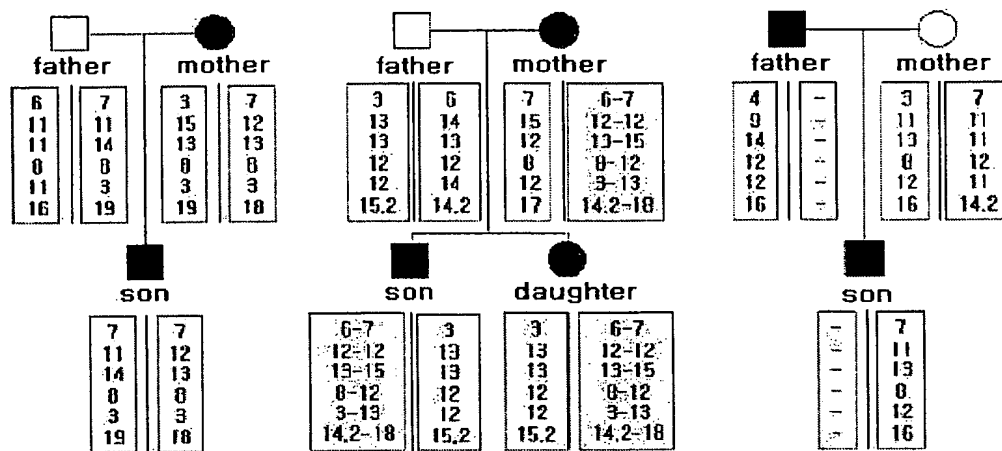 father mother
6 7 3 7
11 11 15 12
11 14 13 13
8 8 8 8
11 3 3 3
16 19 19 18
son
7 7
11 12
14 13
8 8
3 3
19 18
father mother
3 6 7 6-7
13 14 15 12-12
13 13 12 13-15
12 12 8 8-12
12 14 12 3-13
15.2 14.2 17 14.2-18
son daughter
6-7 3 3 6-7
12-12 13 13 12-12
13-15 13 13 13-15
8-12 12 12 8-12
3-13 12 12 3-13
14.2-18 15.2 15.2 14.2-18
father mother
4 - 3 7
9 - 11 11
14 - 13 11
12 - 8 12
12 - 12 11
16 - 16 14.2
son
- 7
- 11
- 13
- 8
- 12
- 16